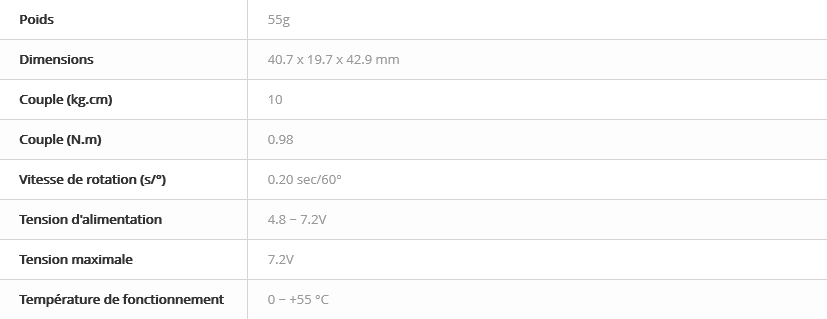 Poids 55g
Dimensions 40.7 x 19.7 x 42.9 mm
Couple (kg.cm) 10
Couple (N.m) 0.98
Vitesse de rotation (s/°) 0.20 sec/60°
Tension d'alimentation 4.8 – 7.2V
Tension maximale 7.2V
Température de fonctionnement 0 – +55 °C